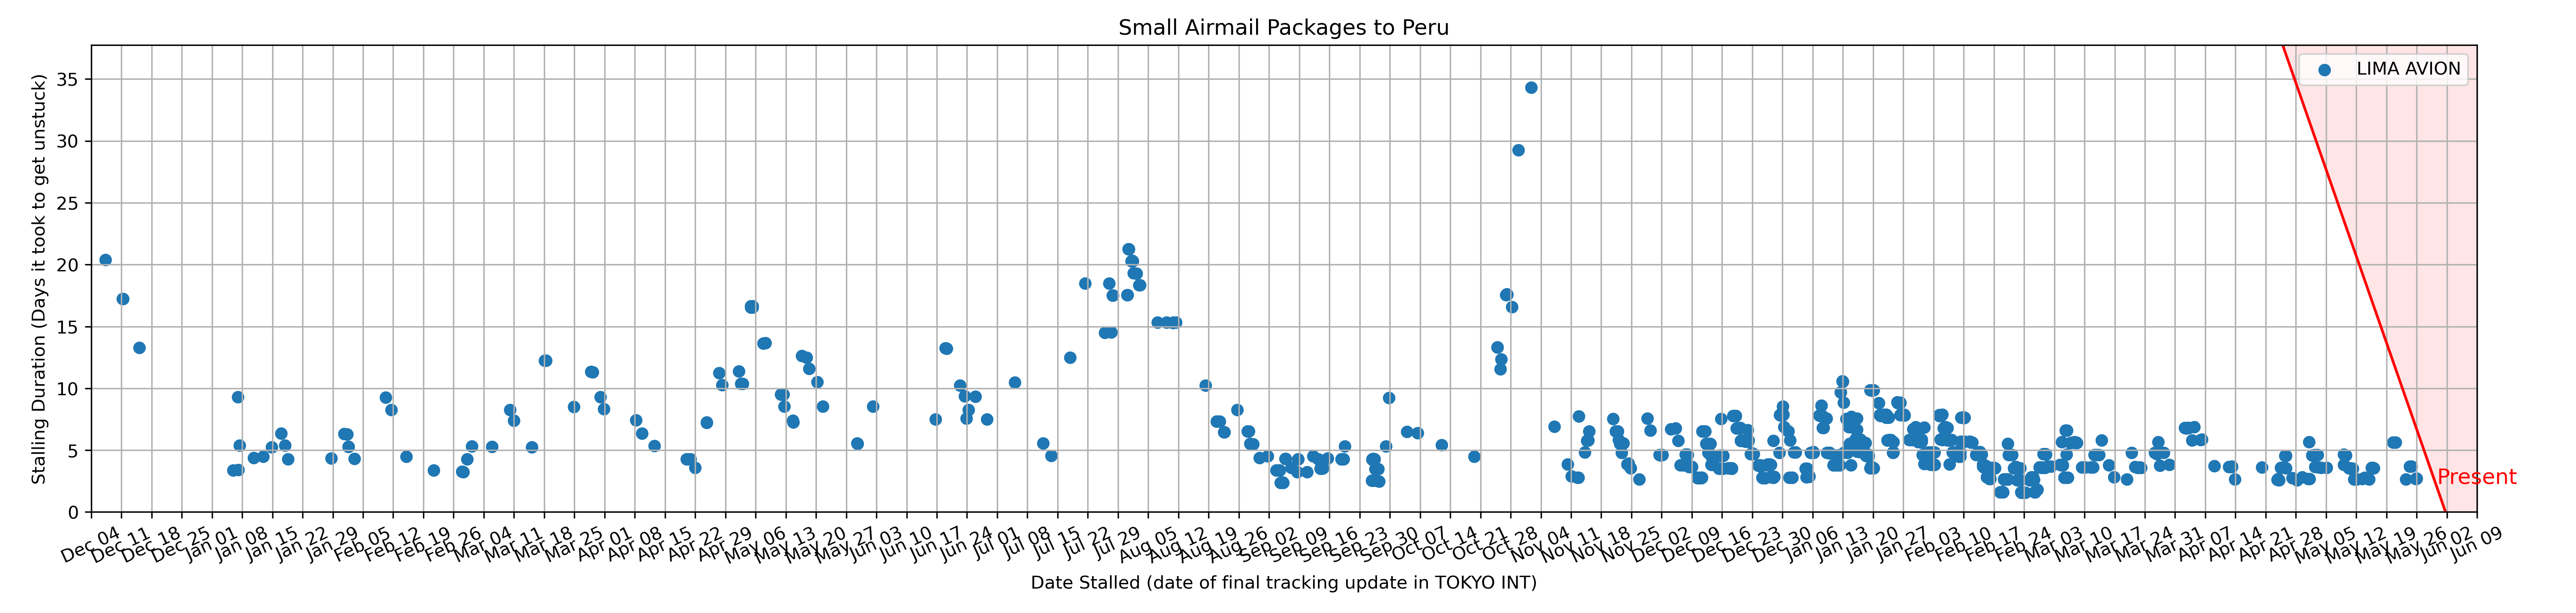 Small Airmail Packages to Peru
Stalling Duration (Days it took to get unstuck)
35
30
25
20
15
10
5
0
LIMA AVION
Present
Dec 04
Dec 11
Dec 18
Dec 25
Jan 01
Jan 08
Jan 15
Jan 22
Jan 29
Feb 05
Feb 12
Feb 19
Feb 26
Mar 04
Mar 11
Mar 18
Mar 25
Apr 01
Apr 08
Apr 15
Apr 22
Apr 29
May 06
May 13
May 20
May 27
Jun 03
Jun 10
Jun 17
Jun 24
Jul 01
Jul 08
Jul 15
Jul 22
Jul 29
Aug 05
Aug 12
Aug 19
Aug 26
Sep 02
Sep 09
Sep 16
Sep 23
Sep 30
Oct 07
Oct 14
Oct 21
Oct 28
Nov 04
Nov 11
Nov 18
Nov 25
Dec 02
Dec 09
Dec 16
Dec 23
Dec 30
Jan 06
Jan 13
Jan 20
Jan 27
Feb 03
Feb 10
Feb 17
Feb 24
Mar 03
Mar 10
Mar 17
Mar 24
Mar 31
Apr 07
Apr 14
Apr 21
Apr 28
May 05
May 12
May 19
May 26
Jun 02
Jun 09
Date Stalled (date of final tracking update in TOKYO INT)